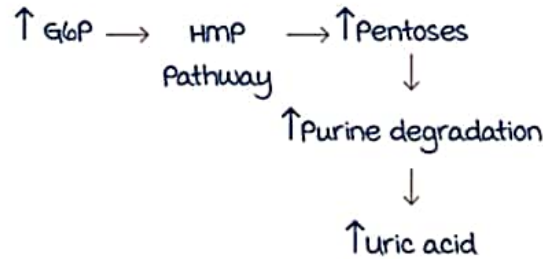 ↑ G6P → HMP → ↑Pentoses
Pathway
↓
↑Purine degradation
↓
↑uric acid